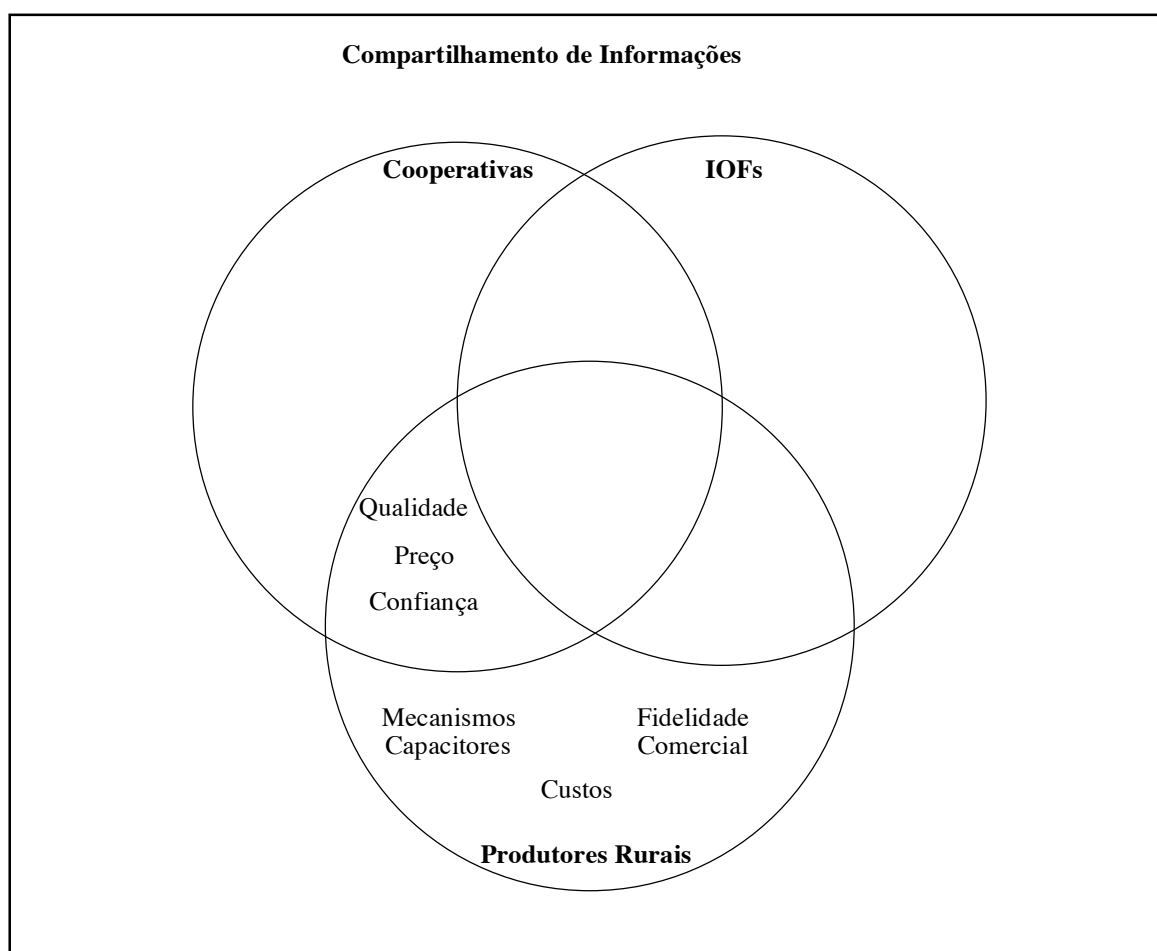 Compartilhamento de Informações
Cooperativas
IOFs
Qualidade
Preço
Confiança
Mecanismos
Capacitores
Fidelidade
Comercial
Custos
Produtores Rurais